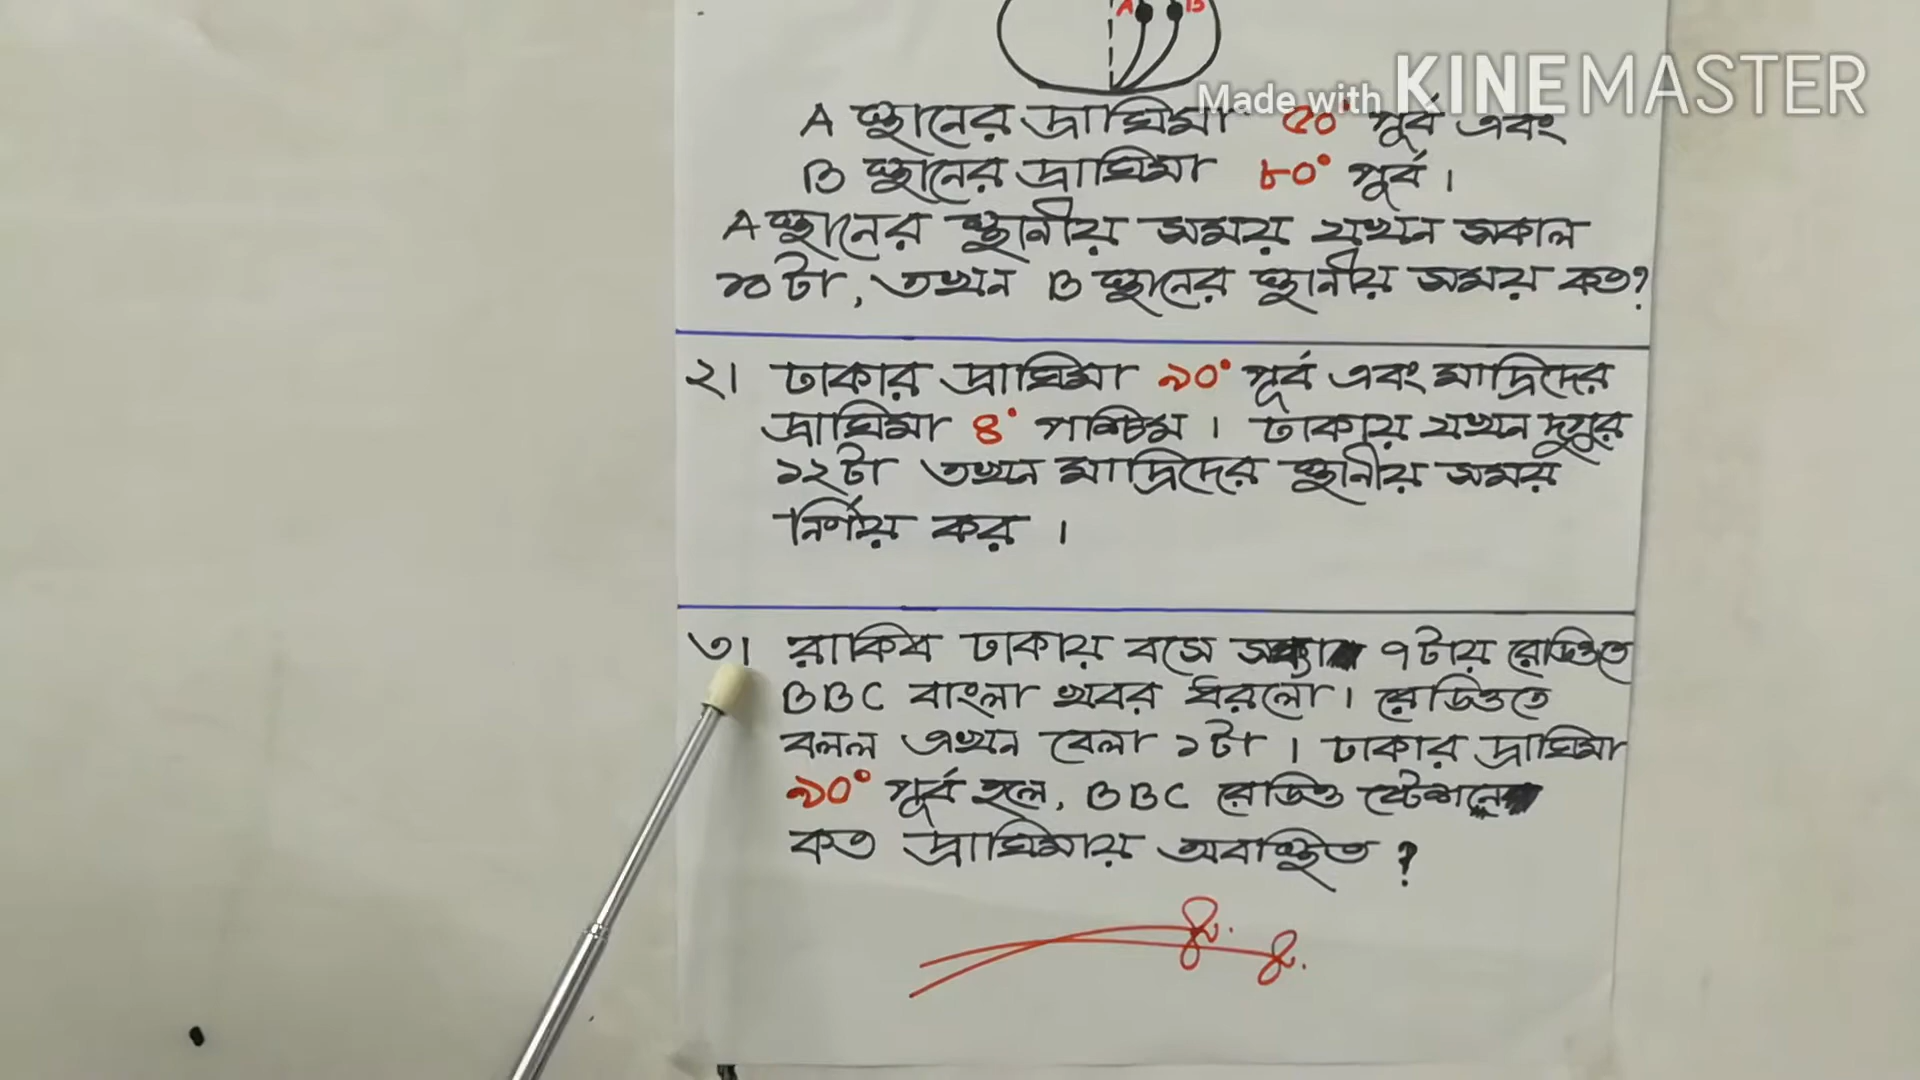 A B
Made with KINEMASTER
A স্থানের দ্রাঘিমা ৫০° পূর্ব এবং
B স্থানের দ্রাঘিমা ৮০° পূর্ব।
A স্থানের স্থানীয় সময় যখন সকাল
১০টা, তখন B স্থানের স্থানীয় সময় কত?
২। ঢাকার দ্রাঘিমা ৯০° পূর্ব এবং মাদ্রিদের
দ্রাঘিমা ৪° পশ্চিম। ঢাকায় যখন দুপুর
১২টা তখন মাদ্রিদের স্থানীয় সময়
নির্ণয় কর।
৩। রাকিব ঢাকায় বসে ৭টায় রেডিওতে
BBC বাংলা খবর ধরলো। রেডিওতে
বলল এখন বেলা ১টা। ঢাকার দ্রাঘিমা
৯০° পূর্ব হলে, BBC রেডিও স্টেশন
কত দ্রাঘিমায় অবস্থিত?